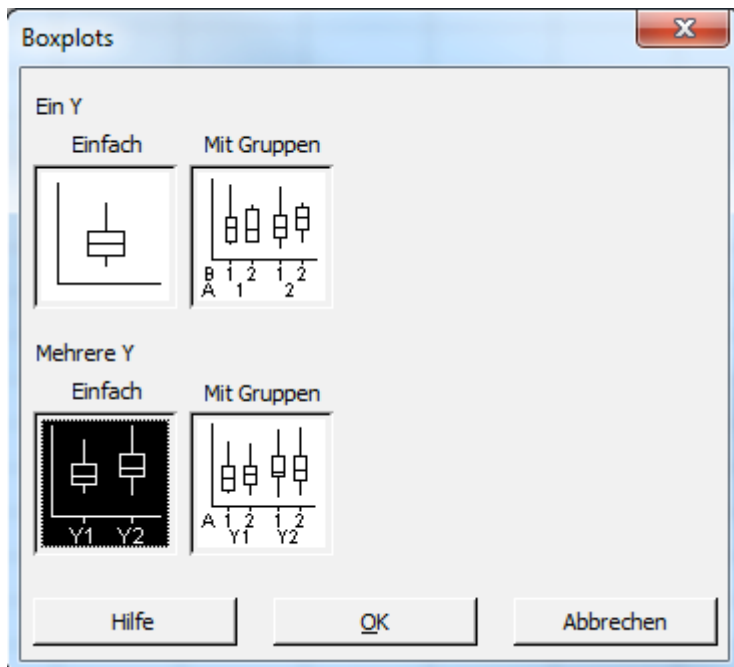 Boxplots
Ein Y
Einfach
Mit Gruppen
B 1 2 1 2
A 1 2
Mehrere Y
Einfach
Mit Gruppen
Y1 Y2
A 1 2 1 2
Y1 Y2
Hilfe
OK
Abbrechen